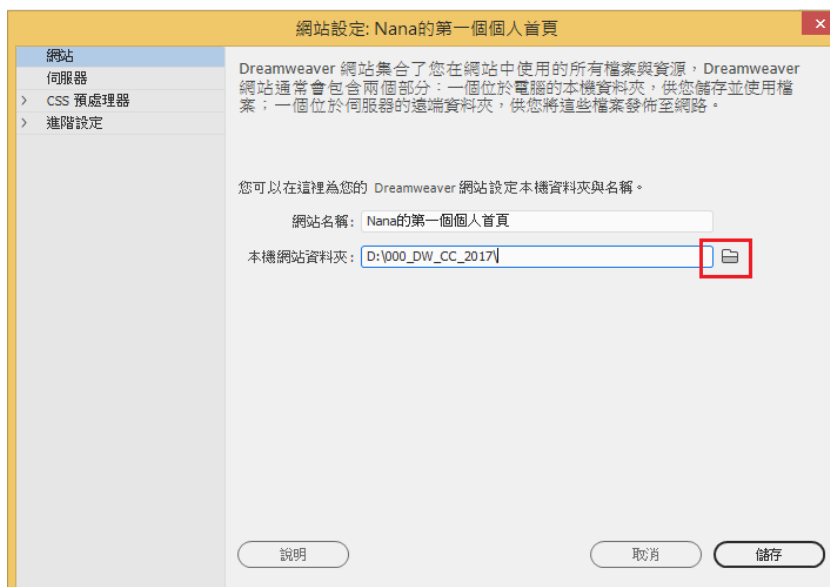 網站設定: Nana的第一個個人首頁
網站
伺服器
CSS 預處理器
進階設定
Dreamweaver 網站集合了您在網站中使用的所有檔案與資源，Dreamweaver
網站通常會包含兩個部分：一個位於電腦的本機資料夾，供您儲存並使用檔
案；一個位於伺服器的遠端資料夾，供您將這些檔案發佈至網路。
您可以在這裡為您的 Dreamweaver 網站設定本機資料夾與名稱。
網站名稱: Nana的第一個個人首頁
本機網站資料夾: D:\000_DW_CC_2017\
說明
取消
儲存